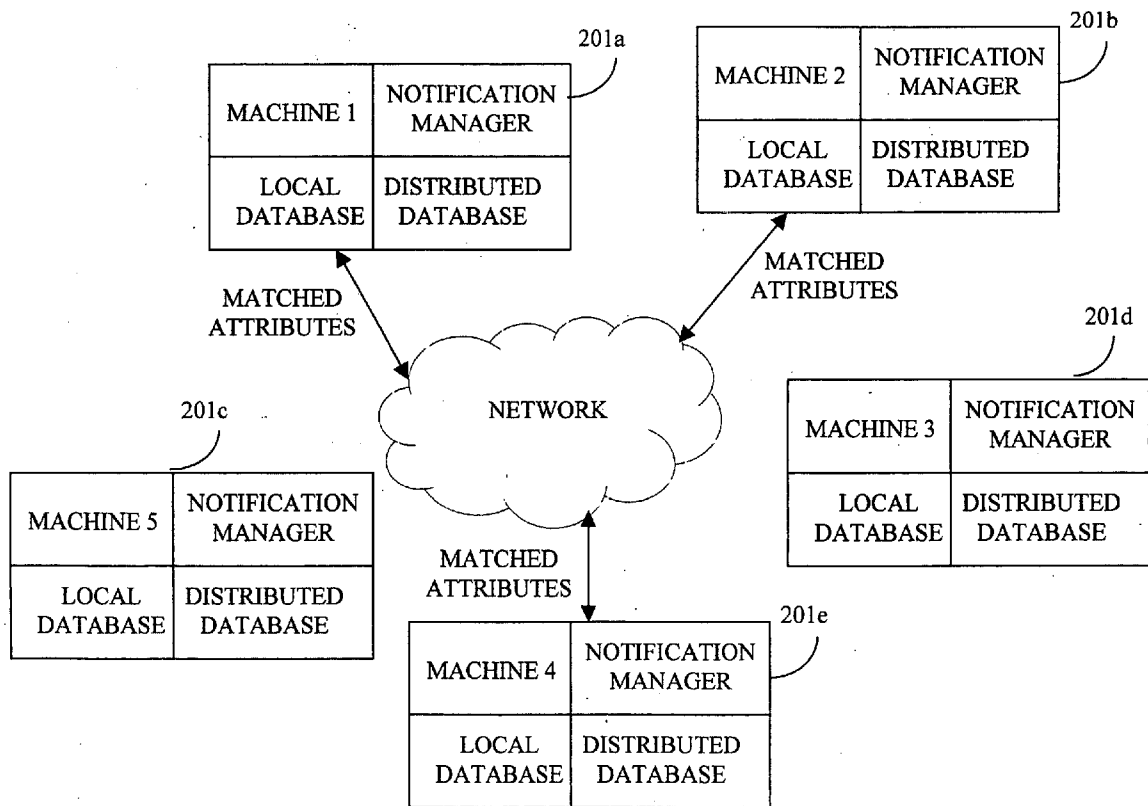 201a
MACHINE 1
NOTIFICATION
MANAGER
LOCAL
DATABASE
DISTRIBUTED
DATABASE
201b
MACHINE 2
NOTIFICATION
MANAGER
LOCAL
DATABASE
DISTRIBUTED
DATABASE
MATCHED
ATTRIBUTES
MATCHED
ATTRIBUTES
NETWORK
201d
MACHINE 3
NOTIFICATION
MANAGER
LOCAL
DATABASE
DISTRIBUTED
DATABASE
201c
MACHINE 5
NOTIFICATION
MANAGER
LOCAL
DATABASE
DISTRIBUTED
DATABASE
MATCHED
ATTRIBUTES
201e
MACHINE 4
NOTIFICATION
MANAGER
LOCAL
DATABASE
DISTRIBUTED
DATABASE